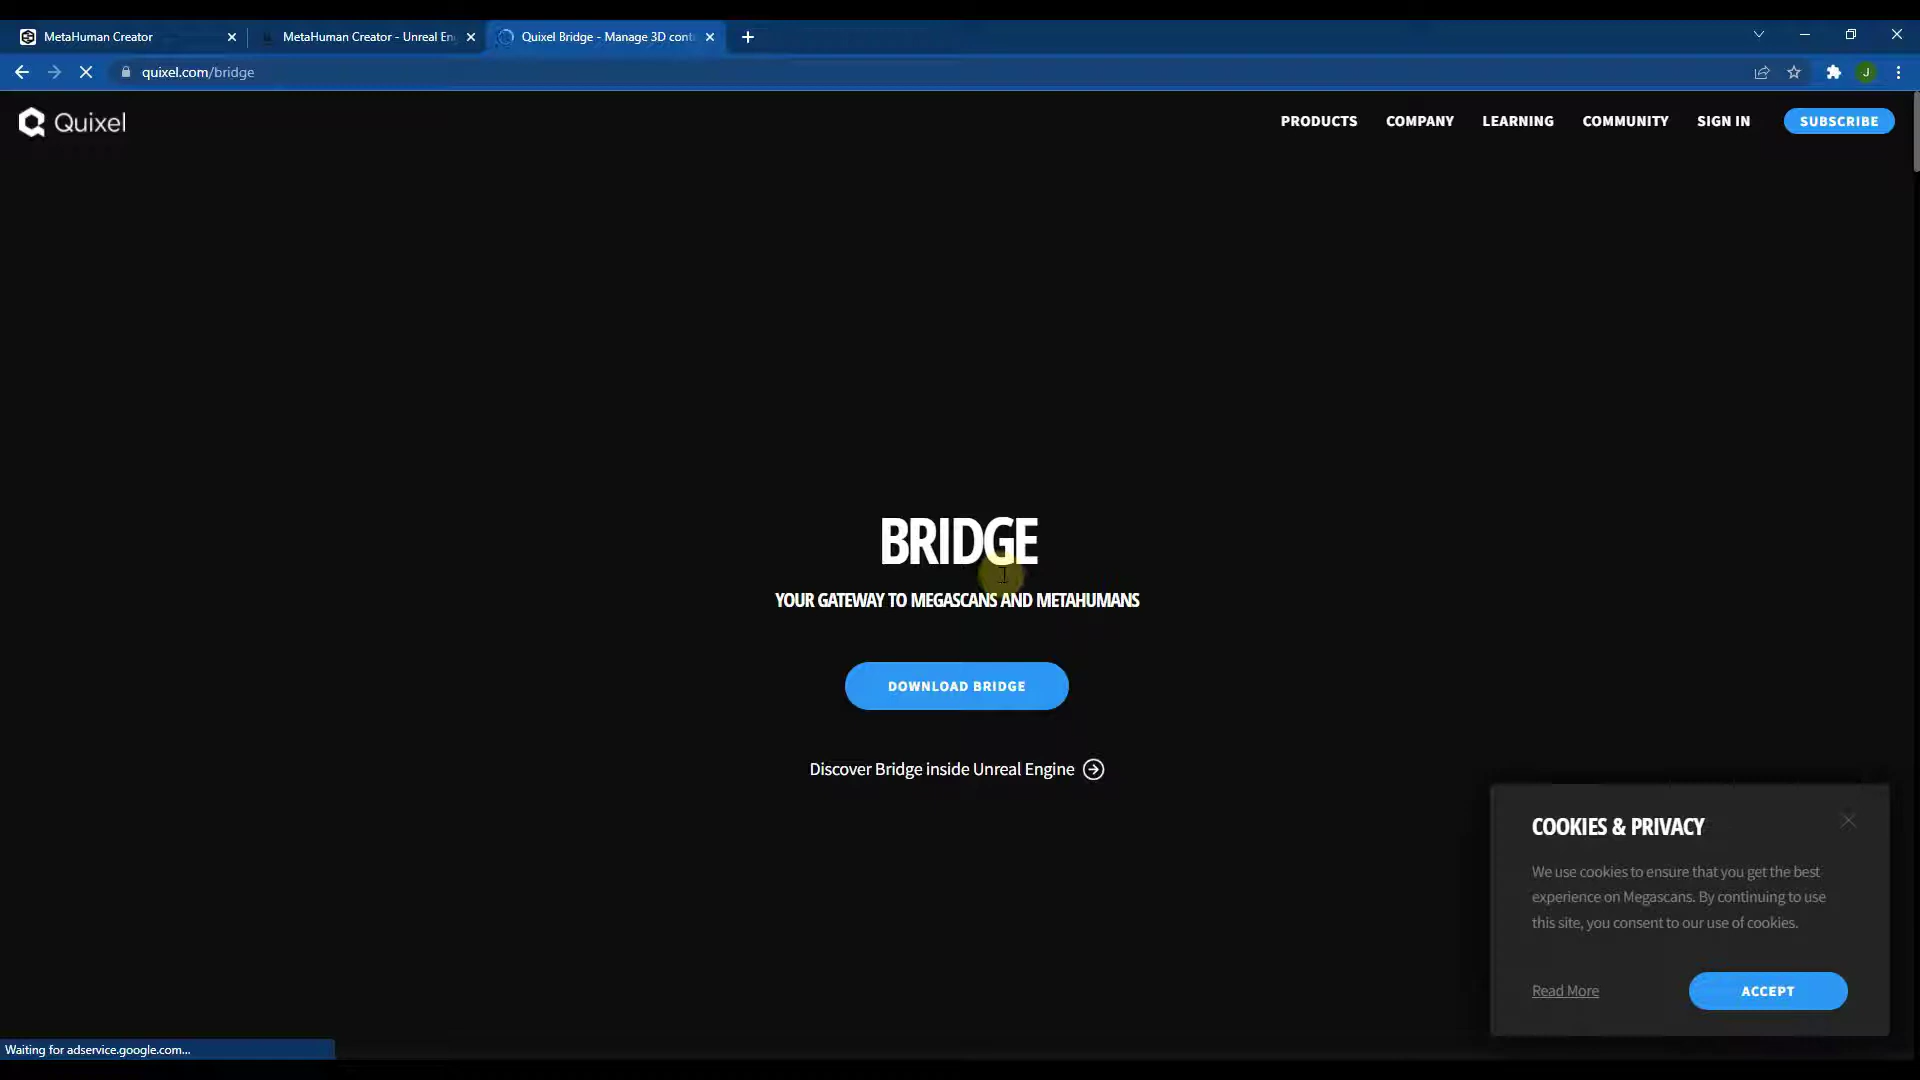 MetaHuman Creator
MetaHuman Creator - Unreal En
Quixel Bridge - Manage 3D cont
quixel.com/bridge
J
Quixel
PRODUCTS
COMPANY
LEARNING
COMMUNITY
SIGN IN
SUBSCRIBE
BRIDGE
YOUR GATEWAY TO MEGASCANS AND METAHUMANS
DOWNLOAD BRIDGE
Discover Bridge inside Unreal Engine
COOKIES & PRIVACY
We use cookies to ensure that you get the best
experience on Megascans. By continuing to use
this site, you consent to our use of cookies.
Read More
ACCEPT
Waiting for adservice.google.com...